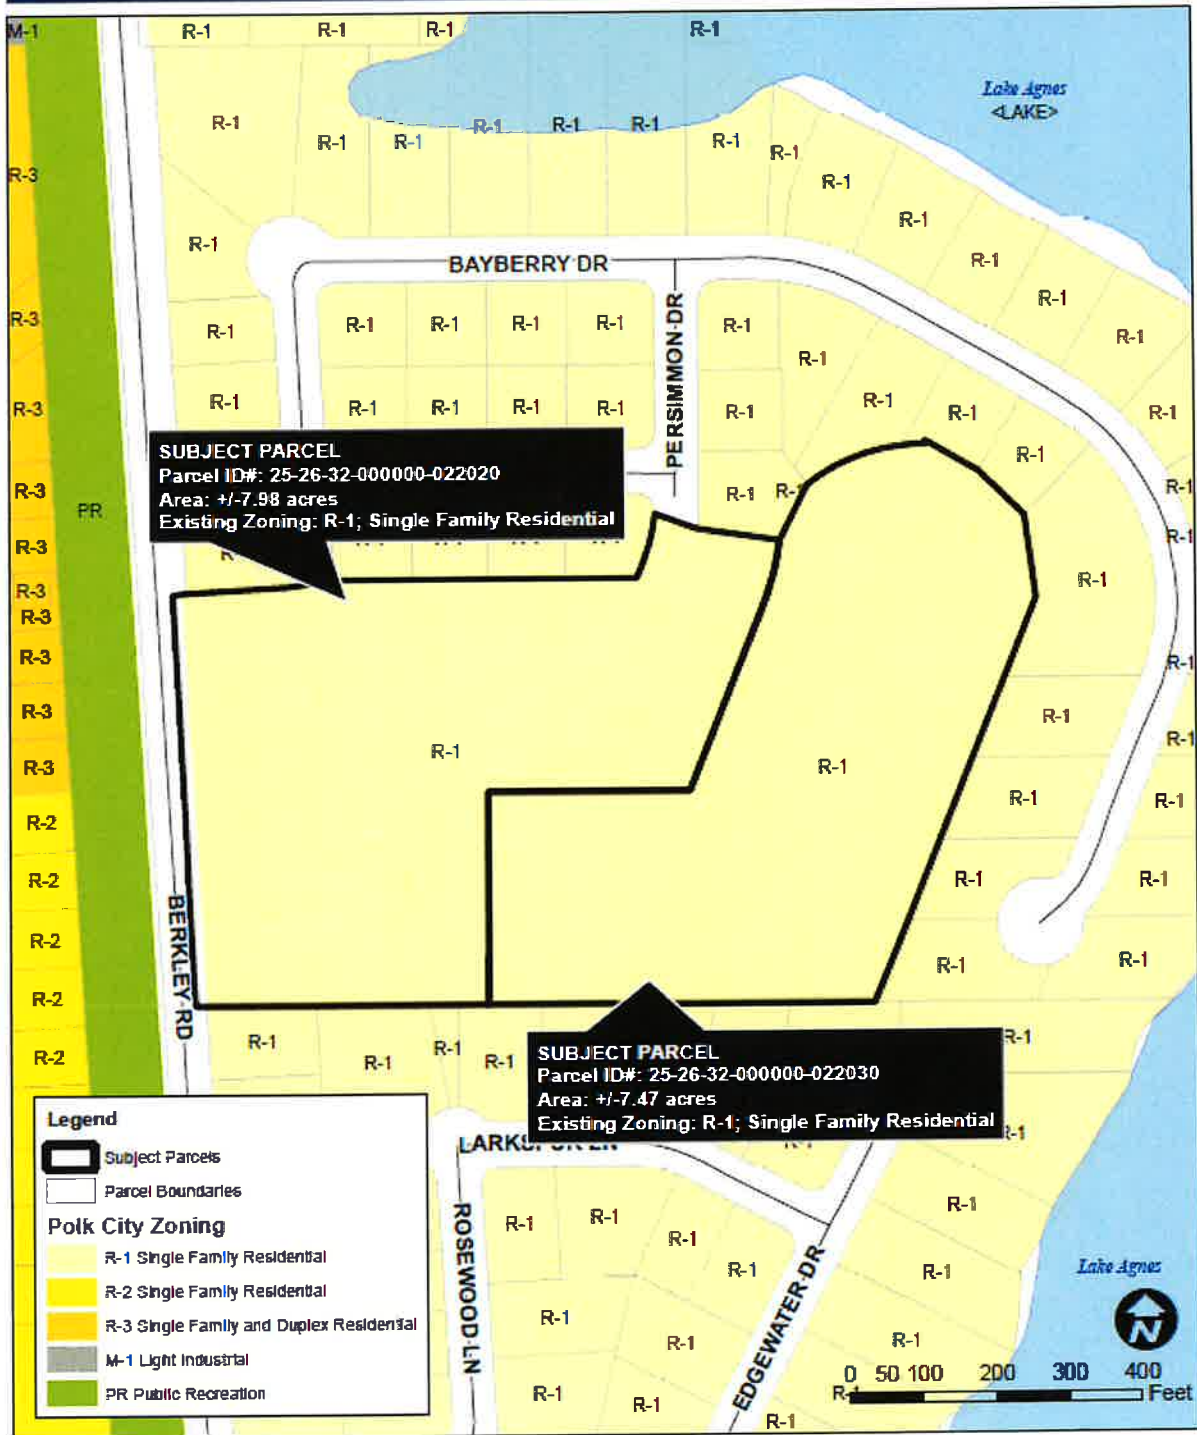 M-1
R-1
R-1
R-1
R-1
Lake Agnes
<LAKE>
R-1
R-1
R-1
R-1
R-1
R-1
R-1
R-1
R-1
R-3
R-1
R-1
R-1
BAYBERRY DR
R-1
R-1
PERSIMMON DR
R-3
R-1
R-1
R-1
R-1
R-1
R-1
R-1
R-1
R-3
R-1
R-1
R-1
R-1
R-1
R-1
R-1
R-1
R-1
R-1
SUBJECT PARCEL
Parcel ID#: 25-26-32-000000-022020
Area: +/-7.98 acres
Existing Zoning: R-1; Single Family Residential
R-3
PR
R-1
R-1
R-1
R-3
R-1
R-3
R-1
R-3
R-3
R-1
R-3
R-1
R-3
R-1
R-1
R-1
R-2
R-1
R-1
R-2
R-1
R-1
BERKLEY RD
R-2
R-1
R-1
R-2
R-2
R-1
R-1
R-1
R-1
R-1
SUBJECT PARCEL
Parcel ID#: 25-26-32-000000-022030
Area: +/-7.47 acres
Existing Zoning: R-1; Single Family Residential
R-1
Legend
Subject Parcels
Parcel Boundaries
Polk City Zoning
R-1 Single Family Residential
R-2 Single Family Residential
R-3 Single Family and Duplex Residential
M-1 Light Industrial
PR Public Recreation
ROSEWOOD LN
R-1
R-1
R-1
R-1
R-1
EDGEWATER DR
R-1
R-1
R-1
R-1
R-1
R-1
R-1
R-1
Lake Agnes
N
0 50 100 200 300 400
Feet